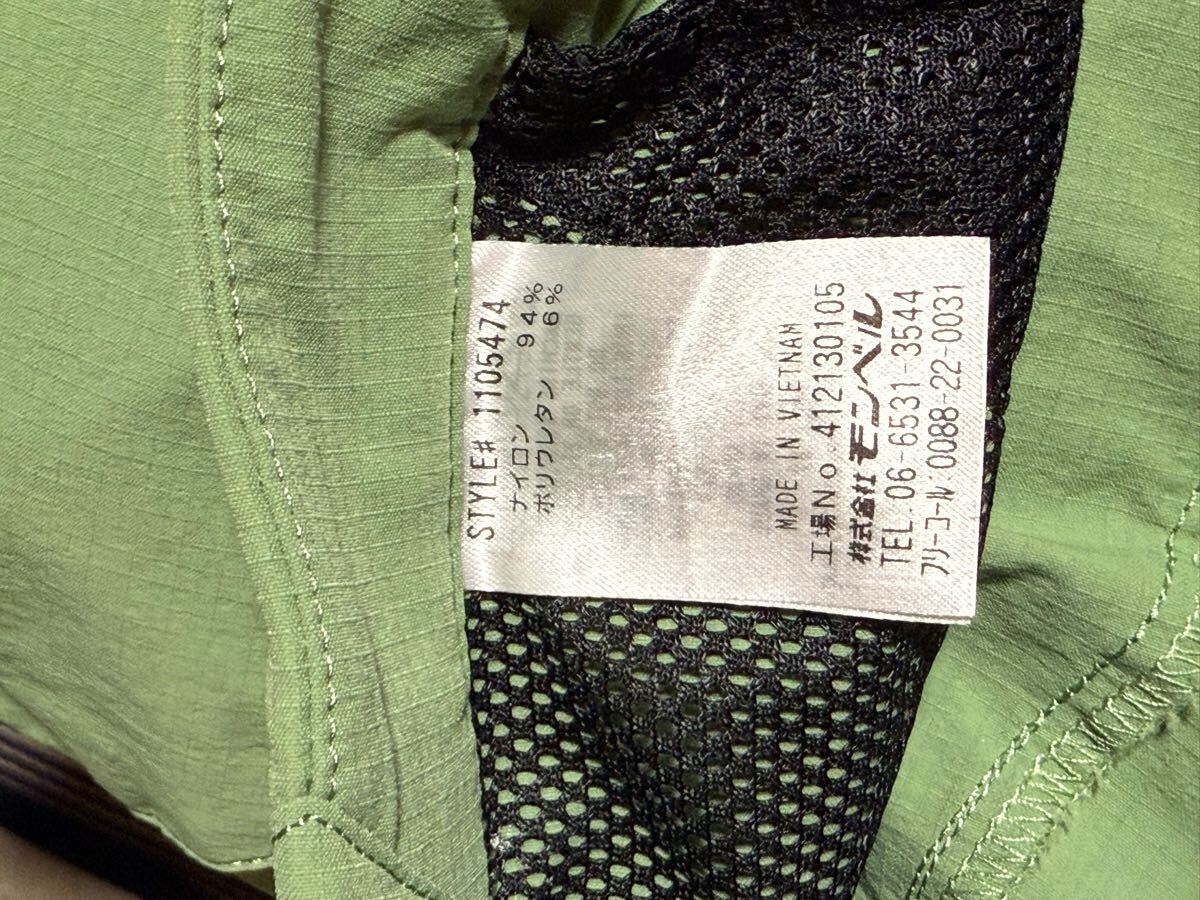 STYLE# 1105474
ナイロン 94%
ポリウレタン 6%
MADE IN VIETNAM
工場No.412130105
株式会社モンベル
TEL.06-6531-3544
ﾌﾘｰｺｰﾙ 0088-22-0031